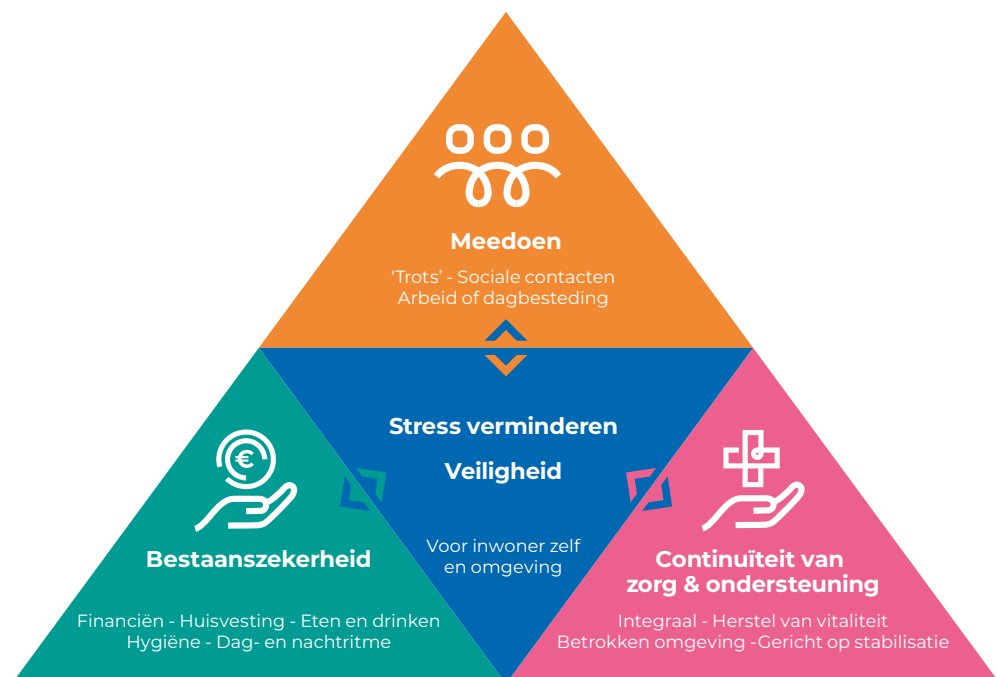 Meedoen
‘Trots’ - Sociale contacten
Arbeid of dagbesteding
Stress verminderen
Veiligheid
Voor inwoner zelf
en omgeving
€
Bestaanszekerheid
Financiën - Huisvesting - Eten en drinken
Hygiëne - Dag- en nachtritme
Continuïteit van
zorg & ondersteuning
Integraal - Herstel van vitaliteit
Betrokken omgeving -Gericht op stabilisatie